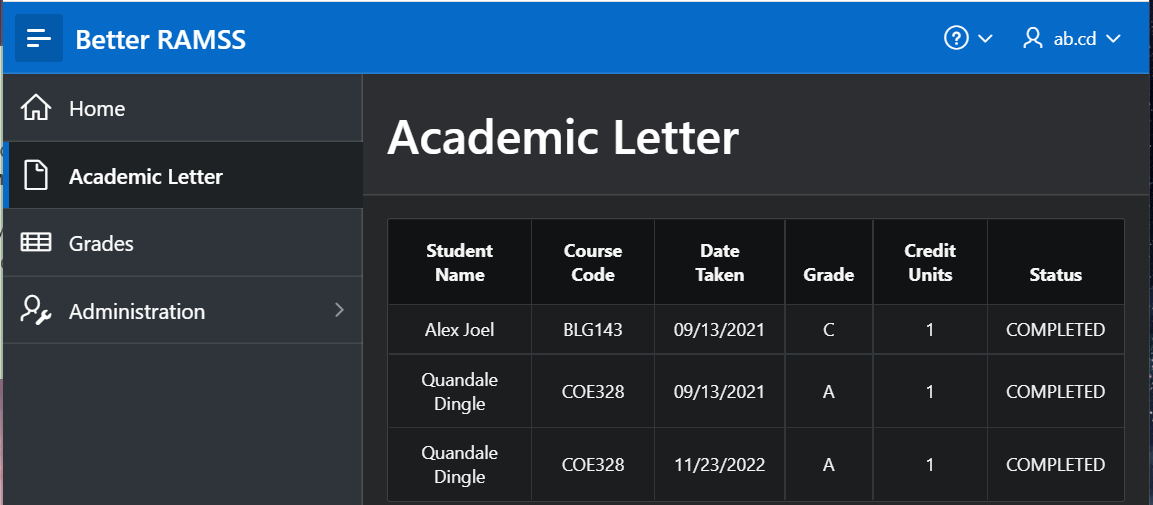 Better RAMSS
ab.cd
Home
Academic Letter
Grades
Administration
Academic Letter
Student Name Course Code Date Taken Grade Credit Units Status
Alex Joel BLG143 09/13/2021 C 1 COMPLETED
Quandale Dingle COE328 09/13/2021 A 1 COMPLETED
Quandale Dingle COE328 11/23/2022 A 1 COMPLETED